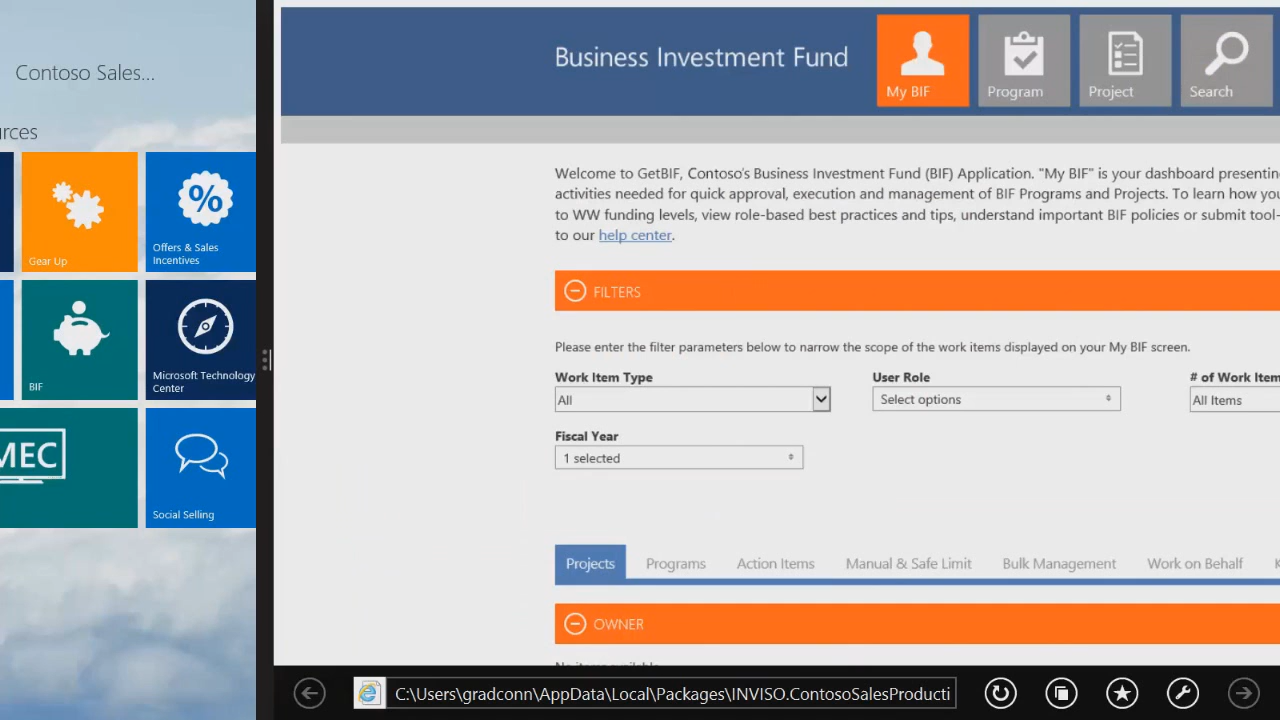 Contoso Sales...
urces
Gear Up
Offers & Sales
Incentives
BIF
Microsoft Technology
Center
MEC
Social Selling
Business Investment Fund
My BIF
Program
Project
Search
Welcome to GetBIF, Contoso's Business Investment Fund (BIF) Application. "My BIF" is your dashboard presenting
activities needed for quick approval, execution and management of BIF Programs and Projects. To learn how you
to WW funding levels, view role-based best practices and tips, understand important BIF policies or submit tool-
to our help center.
FILTERS
Please enter the filter parameters below to narrow the scope of the work items displayed on your My BIF screen.
Work Item Type
User Role
# of Work Item
All
Select options
All Items
Fiscal Year
1 selected
Projects
Programs
Action Items
Manual & Safe Limit
Bulk Management
Work on Behalf
K
OWNER
No items available
C:\Users\gradconn\AppData\Local\Packages\INVISO.ContosoSalesProducti